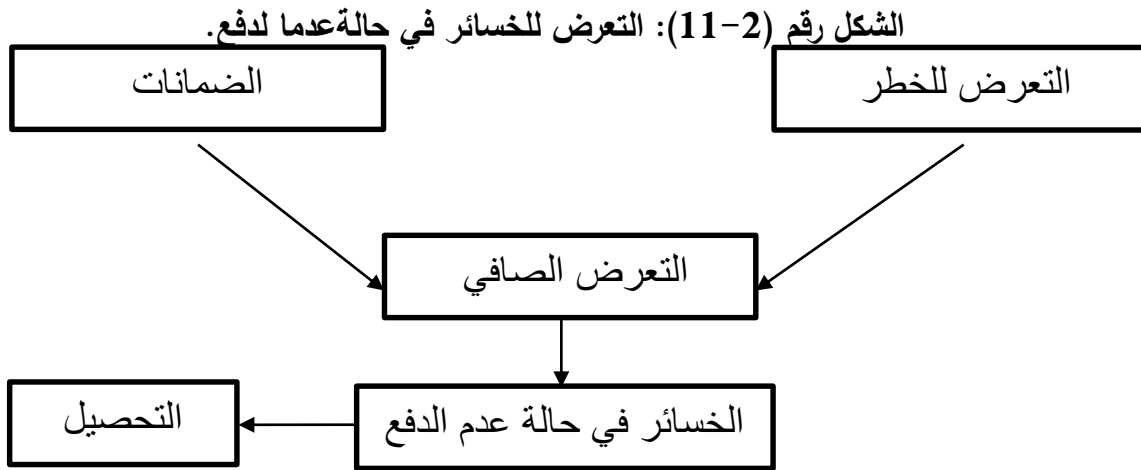 الشكل رقم (2-11): التعرض للخسائر في حالةعدما لدفع.
التعرض للخطر
الضمانات
التعرض الصافي
الخسائر في حالة عدم الدفع
التحصيل